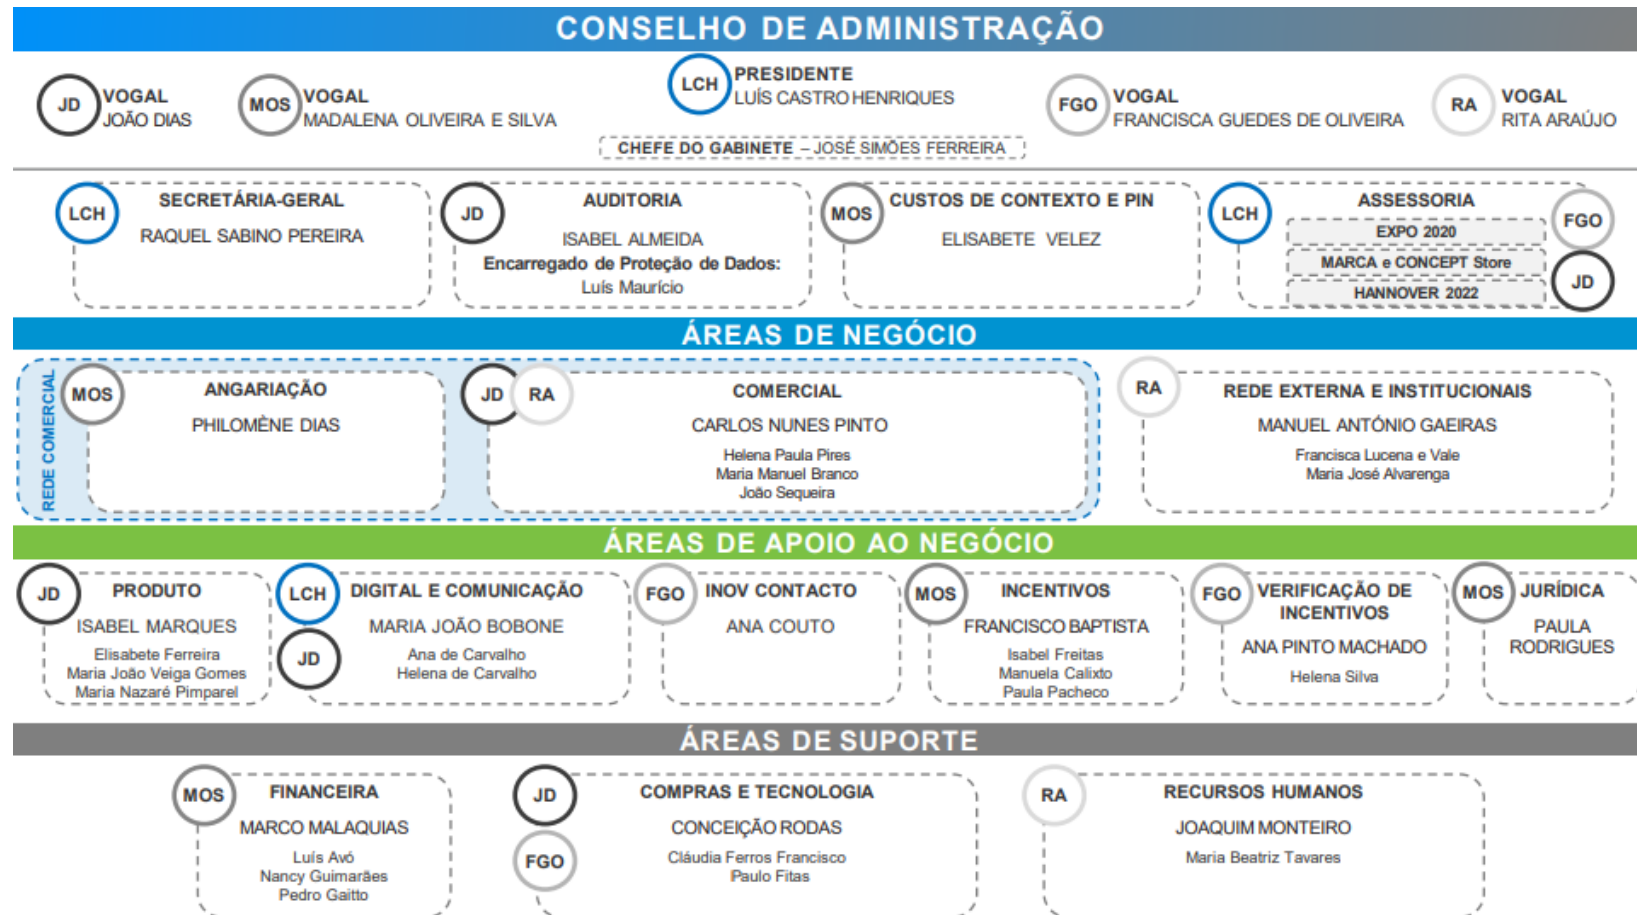 CONSELHO DE ADMINISTRAÇÃO
JD
VOGAL
JOÃO DIAS
MOS
VOGAL
MADALENA OLIVEIRA E SILVA
LCH
PRESIDENTE
LUÍS CASTRO HENRIQUES
CHEFE DO GABINETE – JOSÉ SIMÕES FERREIRA
FGO
VOGAL
FRANCISCA GUEDES DE OLIVEIRA
RA
VOGAL
RITA ARAÚJO
LCH
SECRETÁRIA-GERAL
RAQUEL SABINO PEREIRA
JD
AUDITORIA
ISABEL ALMEIDA
Encarregado de Proteção de Dados:
Luís Maurício
MOS
CUSTOS DE CONTEXTO E PIN
ELISABETE VELEZ
LCH
ASSESSORIA
EXPO 2020
MARCA e CONCEPT Store
HANNOVER 2022
FGO
JD
ÁREAS DE NEGÓCIO
REDE COMERCIAL
MOS
ANGARIAÇÃO
PHILOMÈNE DIAS
JD
RA
COMERCIAL
CARLOS NUNES PINTO
Helena Paula Pires
Maria Manuel Branco
João Sequeira
RA
REDE EXTERNA E INSTITUCIONAIS
MANUEL ANTÓNIO GAEIRAS
Francisca Lucena e Vale
Maria José Alvarenga
ÁREAS DE APOIO AO NEGÓCIO
JD
PRODUTO
ISABEL MARQUES
Elisabete Ferreira
Maria João Veiga Gomes
Maria Nazaré Pimparel
LCH
JD
DIGITAL E COMUNICAÇÃO
MARIA JOÃO BOBONE
Ana de Carvalho
Helena de Carvalho
FGO
INOV CONTACTO
ANA COUTO
MOS
INCENTIVOS
FRANCISCO BAPTISTA
Isabel Freitas
Manuela Calixto
Paula Pacheco
FGO
VERIFICAÇÃO DE
INCENTIVOS
ANA PINTO MACHADO
Helena Silva
MOS
JURÍDICA
PAULA
RODRIGUES
ÁREAS DE SUPORTE
MOS
FINANCEIRA
MARCO MALAQUIAS
Luís Avó
Nancy Guimarães
Pedro Gaitto
JD
FGO
COMPRAS E TECNOLOGIA
CONCEIÇÃO RODAS
Cláudia Ferros Francisco
Paulo Fitas
RA
RECURSOS HUMANOS
JOAQUIM MONTEIRO
Maria Beatriz Tavares